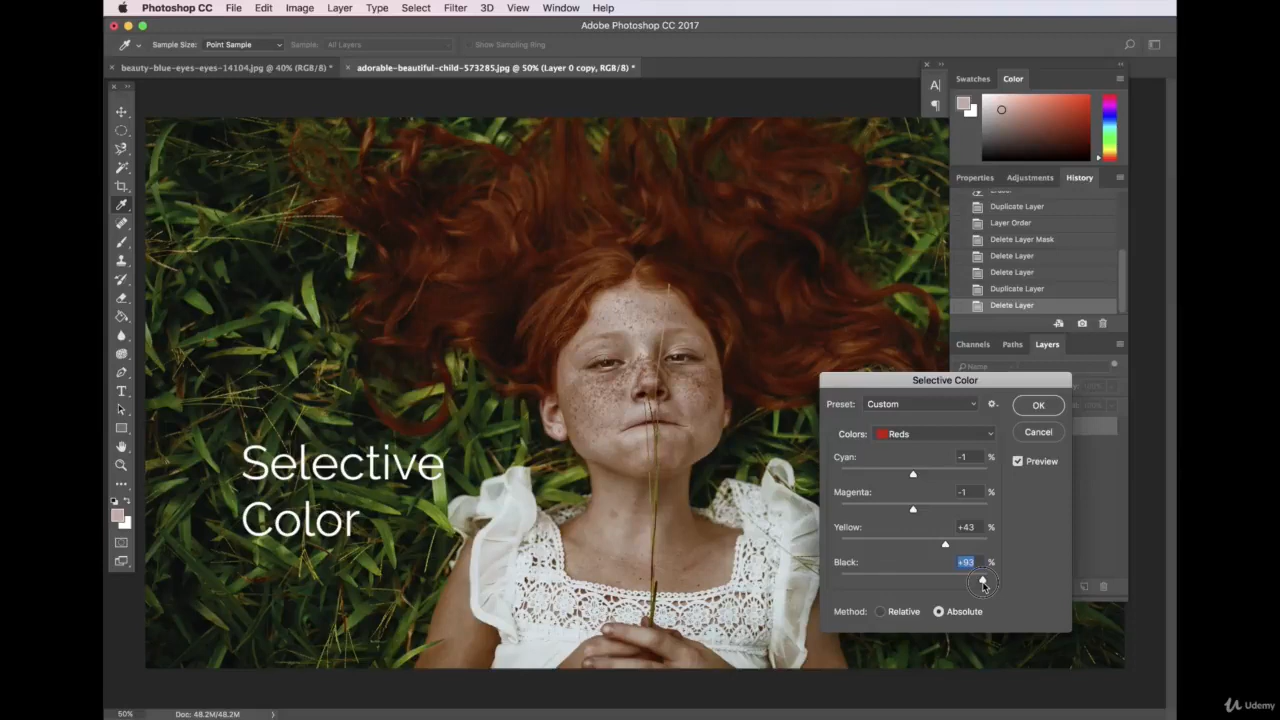 Photoshop CC File Edit Image Layer Type Select Filter 3D View Window Help
Adobe Photoshop CC 2017
Sample Size: Point Sample Sample: All Layers Show Sampling Ring
× beauty-blue-eyes-eyes-14104.jpg @ 40% (RGB/8) * × adorable-beautiful-child-573285.jpg @ 50% (Layer 0 copy, RGB/8) *
Swatches Color
Properties Adjustments History
Eraser
Duplicate Layer
Layer Order
Delete Layer Mask
Delete Layer
Delete Layer
Duplicate Layer
Delete Layer
Channels Paths Layers
Name
Selective Color
Preset: Custom OK
Colors: Reds Cancel
Cyan: -1 %
Preview
Magenta: -1 %
Yellow: +43 %
Black: +93 %
Method: Relative Absolute
Selective
Color
50% Doc: 48.2M/48.2M
Udemy